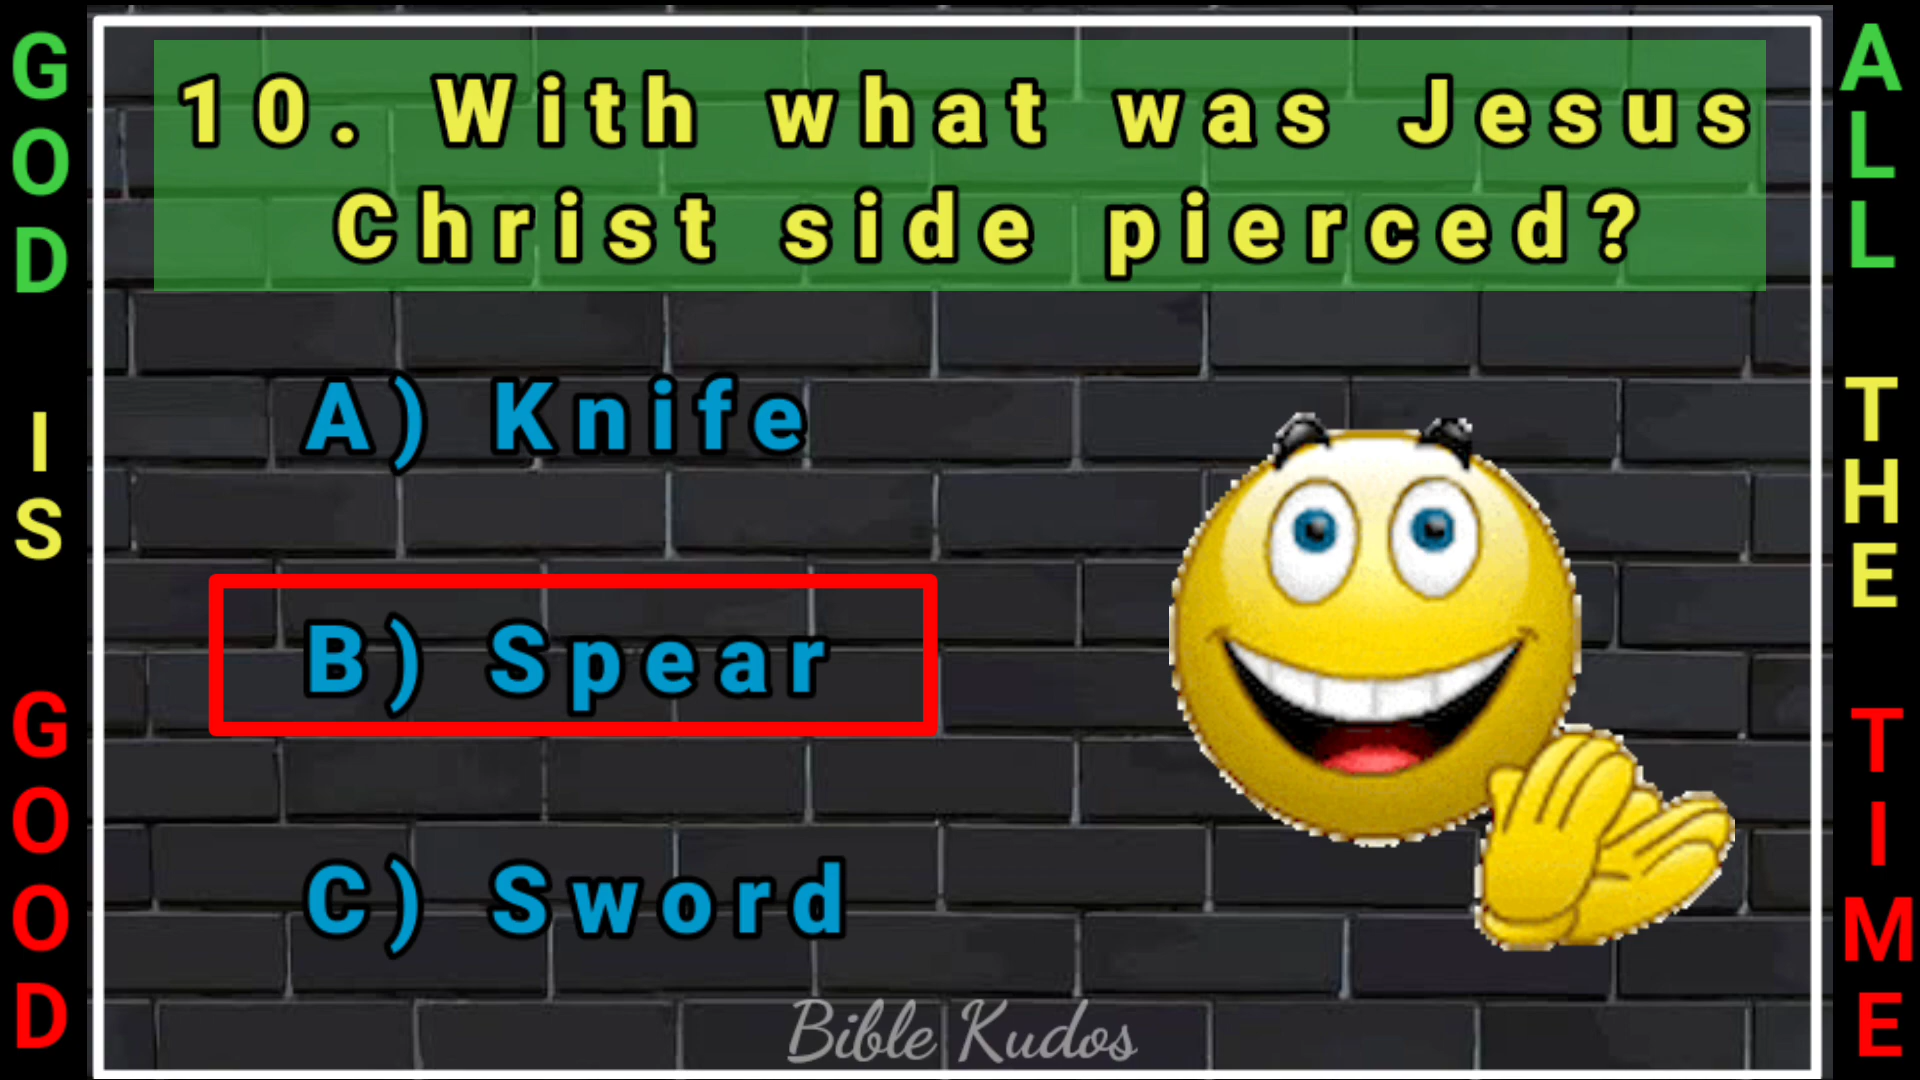 GOD IS GOOD
10. With what was Jesus
Christ side pierced?
A) Knife
B) Spear
C) Sword
Bible Kudos
ALL THE TIME